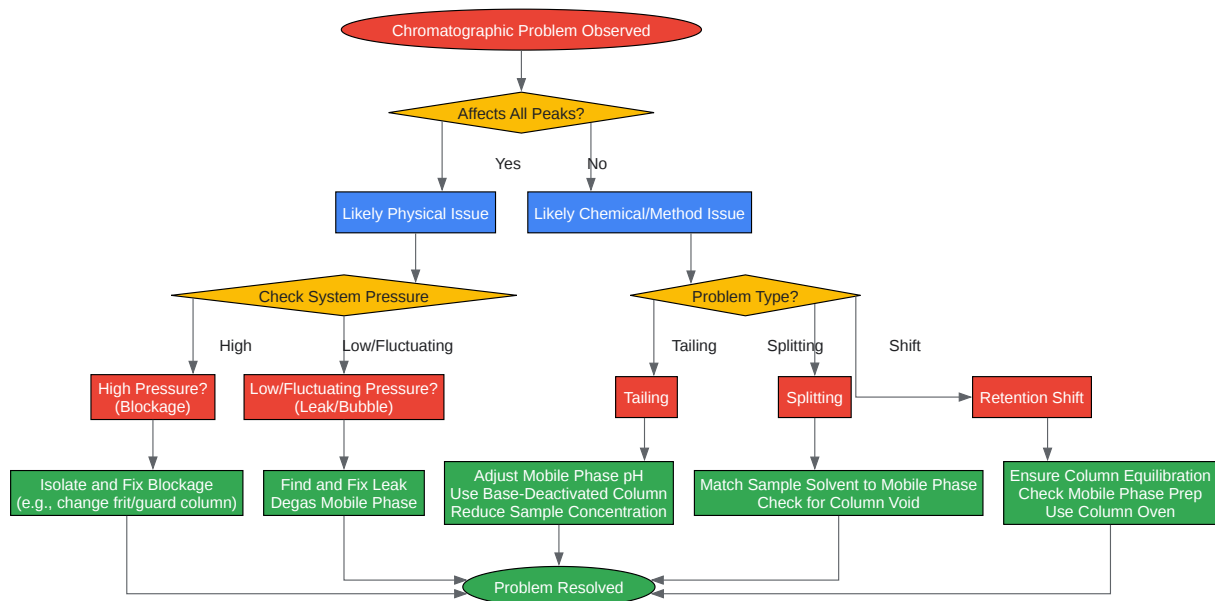 Chromatographic Problem Observed
Affects All Peaks?
Yes
No
Likely Physical Issue
Likely Chemical/Method Issue
Check System Pressure
Problem Type?
High
Low/Fluctuating
Tailing
Splitting
Shift
High Pressure?
(Blockage)
Low/Fluctuating Pressure?
(Leak/Bubble)
Tailing
Splitting
Retention Shift
Isolate and Fix Blockage
(e.g., change frit/guard column)
Find and Fix Leak
Degas Mobile Phase
Adjust Mobile Phase pH
Use Base-Deactivated Column
Reduce Sample Concentration
Match Sample Solvent to Mobile Phase
Check for Column Void
Ensure Column Equilibration
Check Mobile Phase Prep
Use Column Oven
Problem Resolved